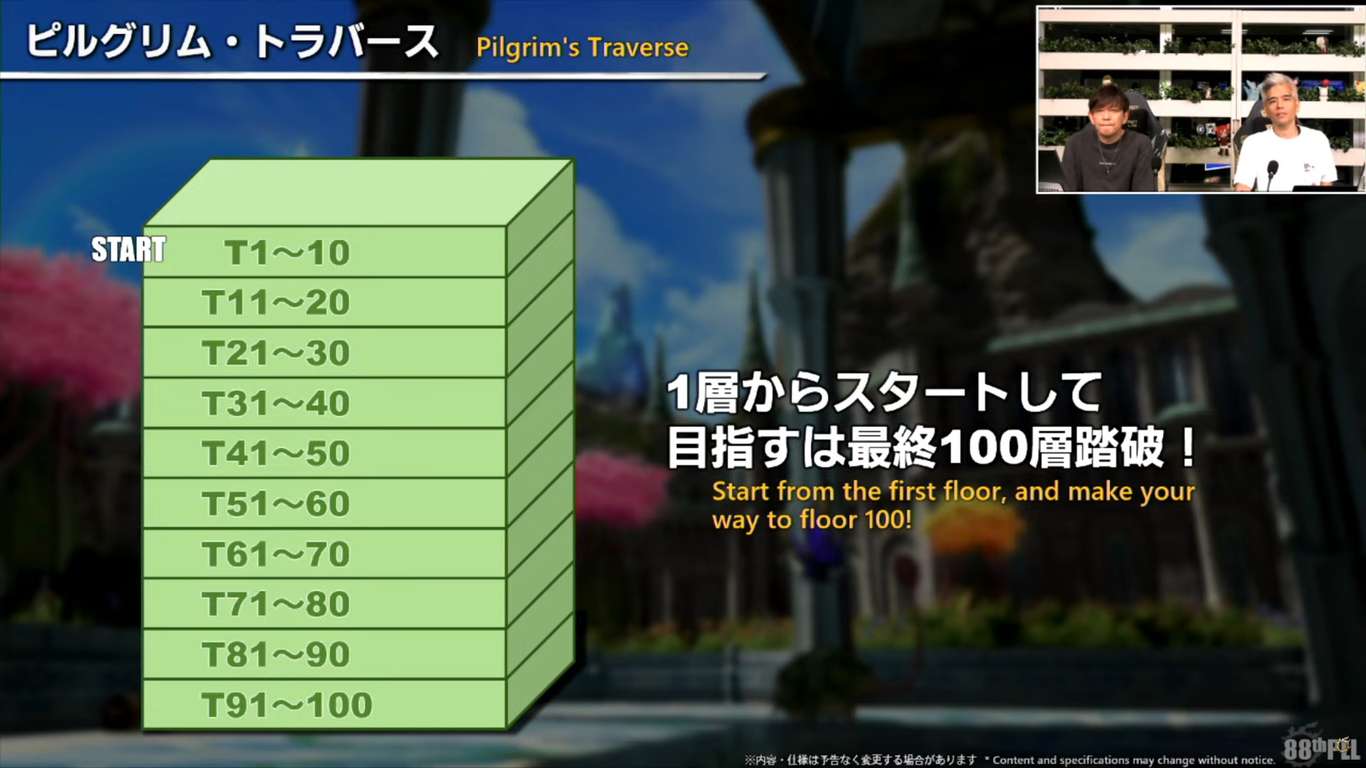 ピルグリム・トラバース Pilgrim's Traverse
START
T1～10
T11～20
T21～30
T31～40
T41～50
T51～60
T61～70
T71～80
T81～90
T91～100
1層からスタートして
目指すは最終100層踏破！
Start from the first floor, and make your
way to floor 100!
※内容・仕様は予告なく変更する場合があります * Content and specifications may change without notice.
88thPLL